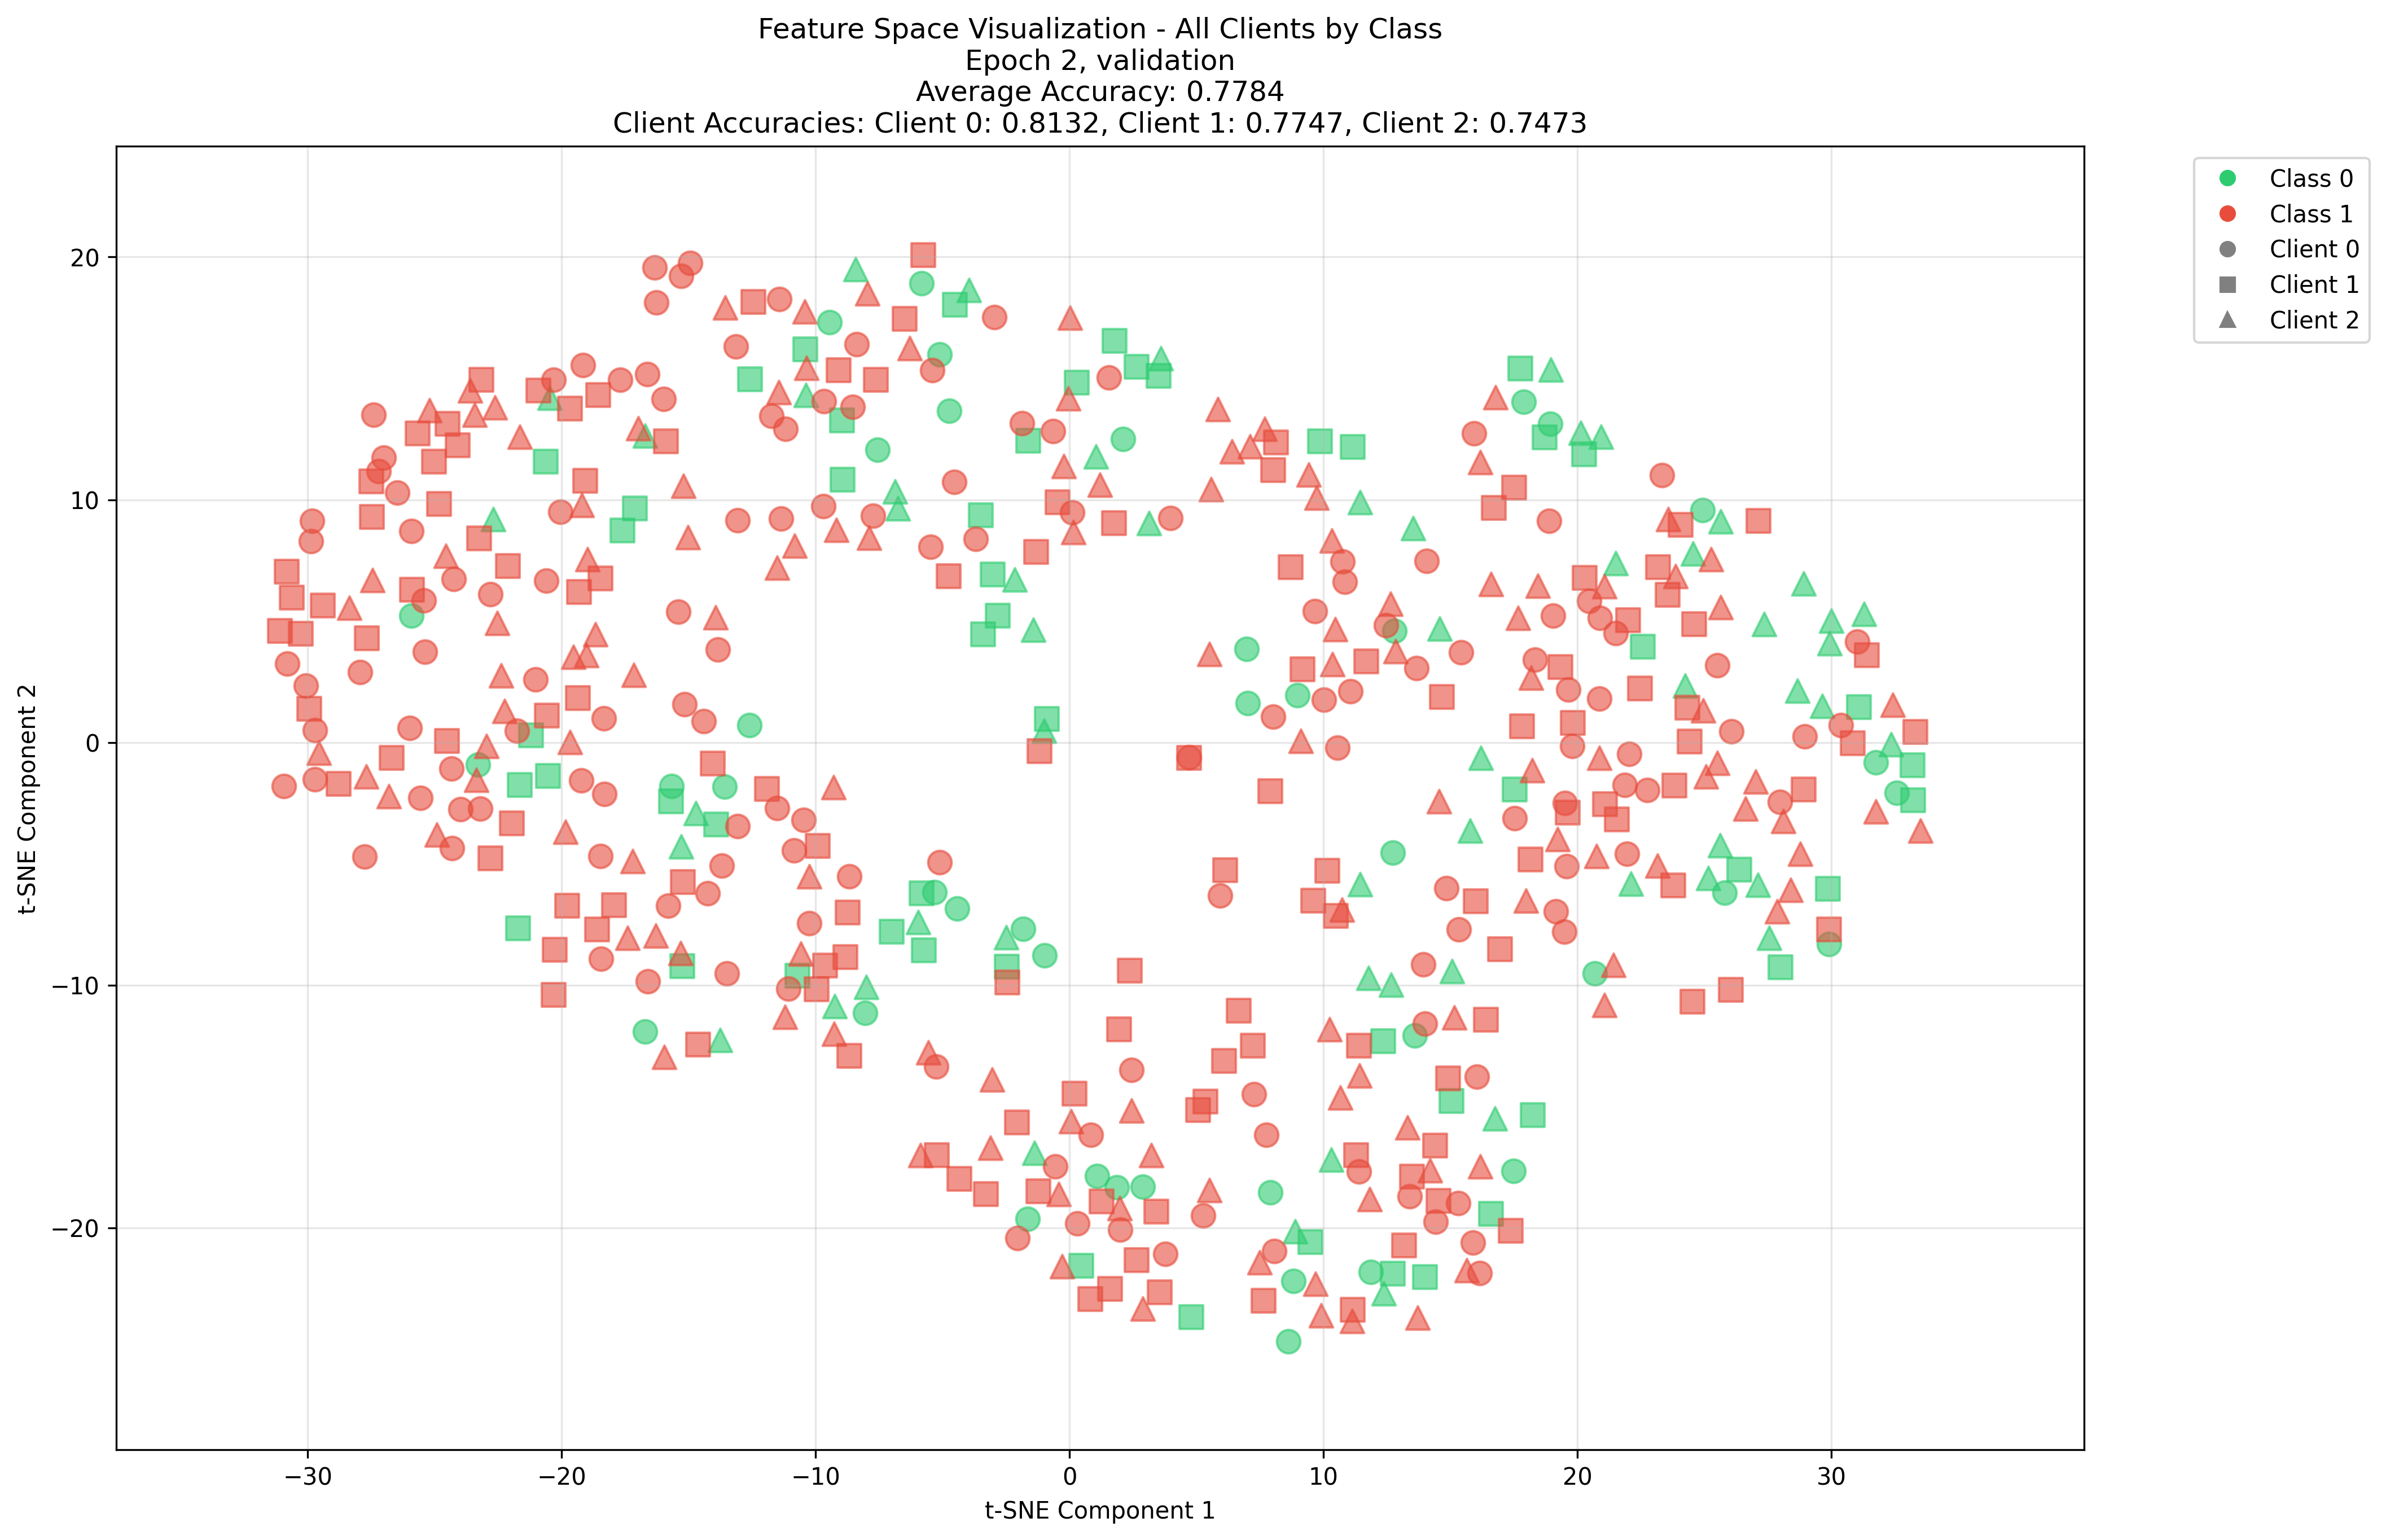 Feature Space Visualization - All Clients by Class
Epoch 2, validation
Average Accuracy: 0.7784
Client Accuracies: Client 0: 0.8132, Client 1: 0.7747, Client 2: 0.7473
Class 0
Class 1
Client 0
Client 1
Client 2
t-SNE Component 2
20
10
0
−10
−20
−30
−20
−10
0
10
20
30
t-SNE Component 1